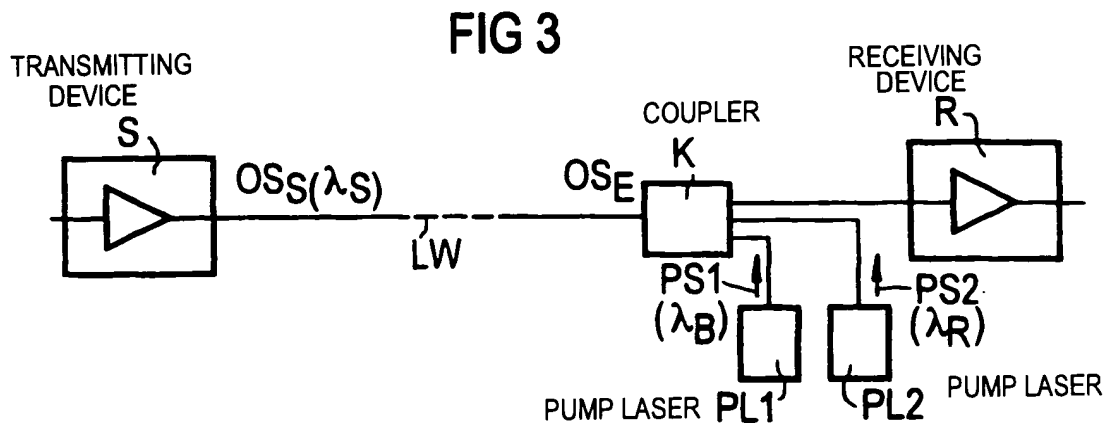 FIG 3
TRANSMITTING
DEVICE
S
OSS(λS)
LW
OSE
COUPLER
K
RECEIVING
DEVICE
R
PS1
(λB)
PS2
(λR)
PUMP LASER PL1
PL2 PUMP LASER